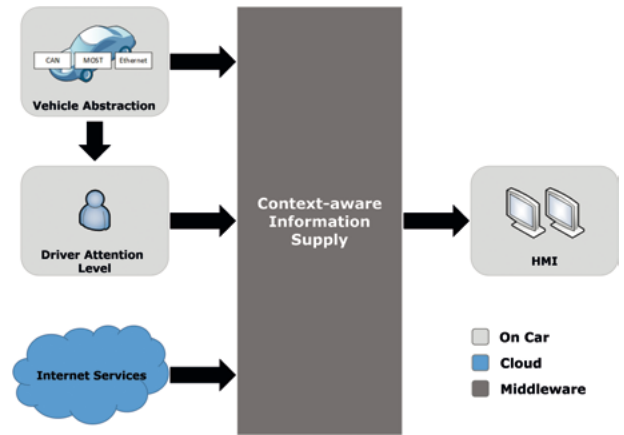 CAN MOST Ethernet
Vehicle Abstraction
Driver Attention
Level
Internet Services
Context-aware
Information
Supply
HMI
On Car
Cloud
Middleware